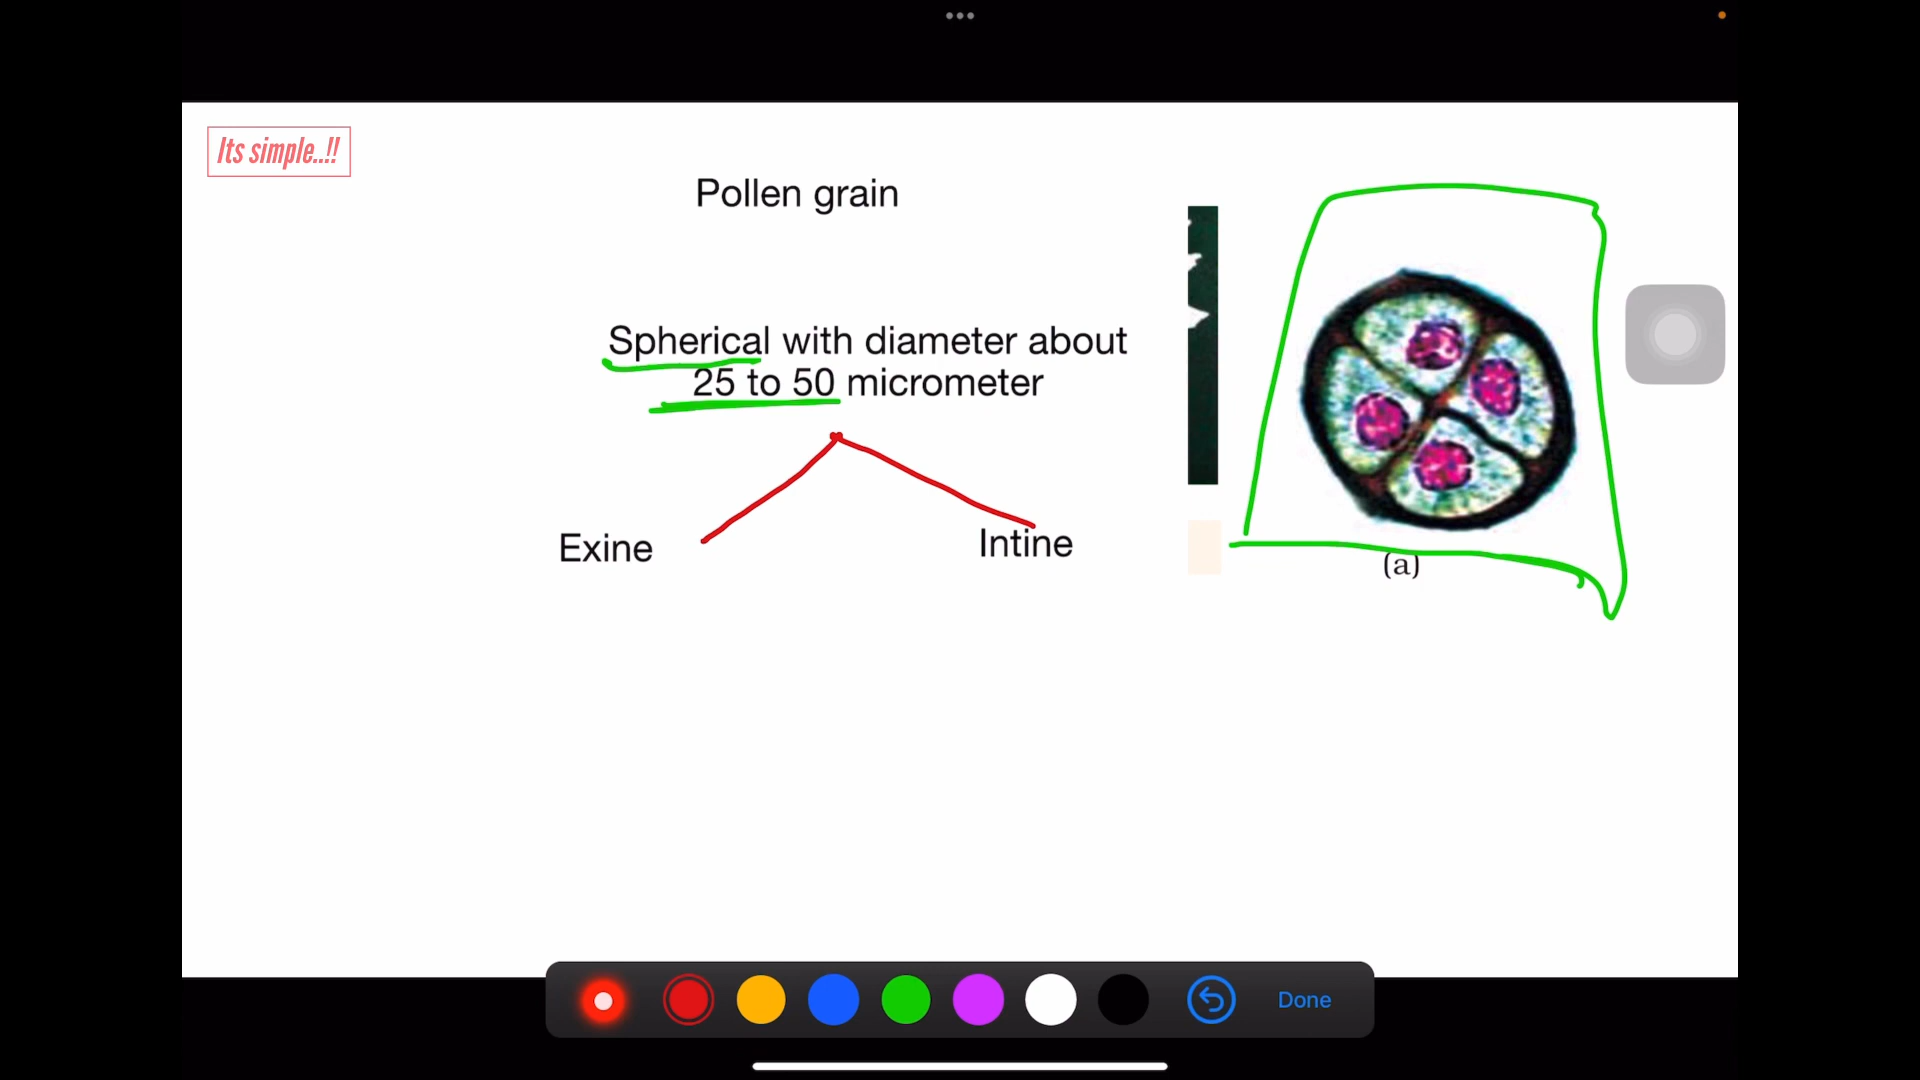 Its simple..!!
Pollen grain
Spherical with diameter about
25 to 50 micrometer
Exine
Intine
(a)
Done